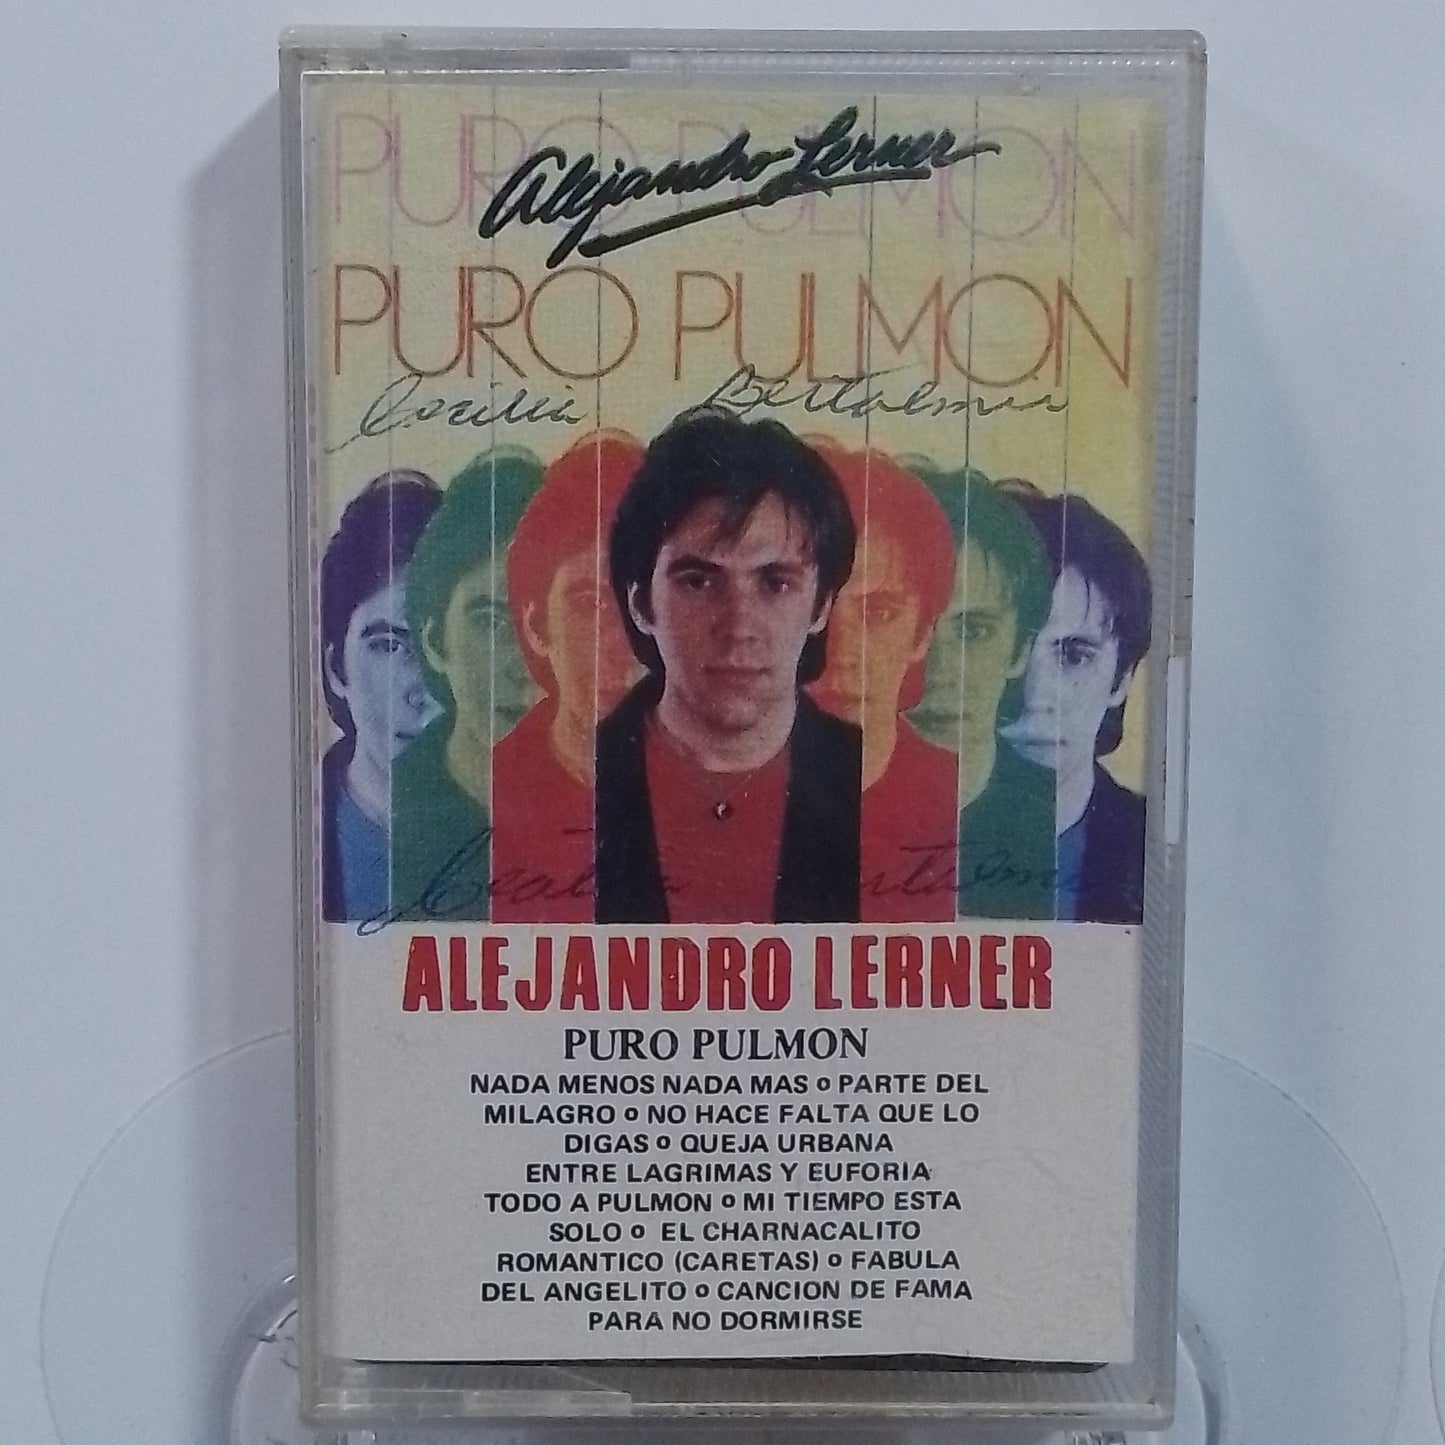 PURO PULMON
Alejandro Lerner
PURO PULMON
Cecilia Bertolmi
ALEJANDRO LERNER
PURO PULMON
NADA MENOS NADA MAS o PARTE DEL
MILAGRO o NO HACE FALTA QUE LO
DIGAS o QUEJA URBANA
ENTRE LAGRIMAS Y EUFORIA
TODO A PULMON o MI TIEMPO ESTA
SOLO o EL CHARNACALITO
ROMANTICO (CARETAS) o FABULA
DEL ANGELITO o CANCION DE FAMA
PARA NO DORMIRSE